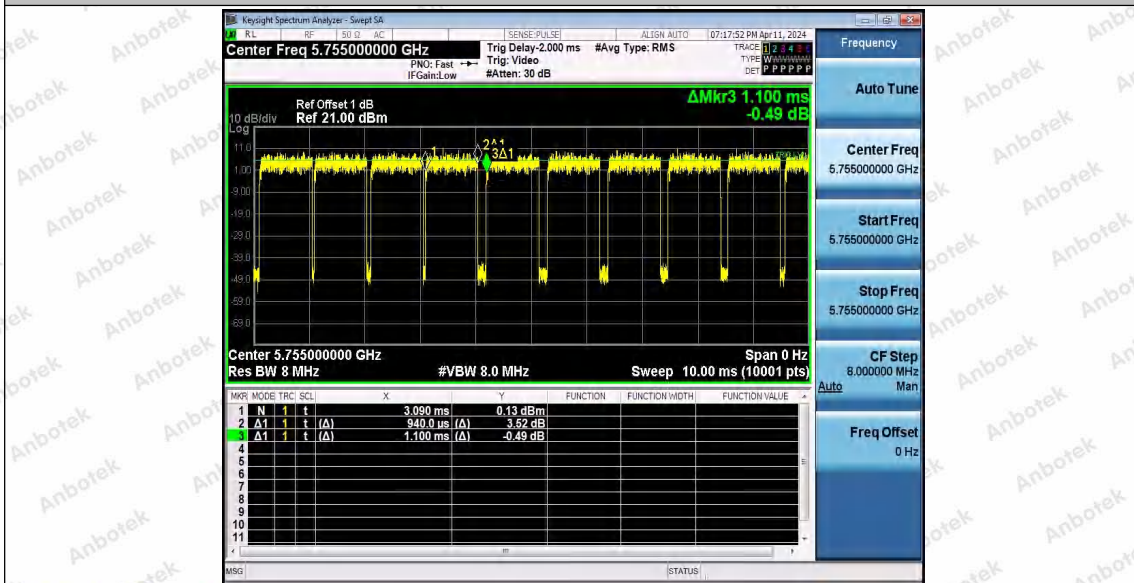 Keysight Spectrum Analyzer - Swept SA
RL RF 50 Ω AC SENSE:PULSE ALIGN AUTO 07:17:52 PM Apr 11, 2024
Center Freq 5.755000000 GHz
PNO: Fast
IFGain:Low
Trig Delay-2.000 ms
Trig: Video
#Atten: 30 dB
#Avg Type: RMS
TRACE 1 2 3 4 5 6
TYPE WWWWWW
DET P P P P P P
ΔMkr3 1.100 ms
-0.49 dB
Ref Offset 1 dB
10 dB/div Ref 21.00 dBm
Log
11.0
1.00
-9.00
-19.0
-29.0
-39.0
-49.0
-59.0
-69.0
1
2Δ1
3Δ1
Center 5.755000000 GHz Span 0 Hz
Res BW 8 MHz #VBW 8.0 MHz Sweep 10.00 ms (10001 pts)
MKR MODE TRC SCL X Y FUNCTION FUNCTION WIDTH FUNCTION VALUE
1 N 1 t 3.090 ms 0.13 dBm
2 Δ1 1 t (Δ) 940.0 us (Δ) 3.52 dB
3 Δ1 1 t (Δ) 1.100 ms (Δ) -0.49 dB
4
5
6
7
8
9
10
11
MSG STATUS
Frequency
Auto Tune
Center Freq
5.755000000 GHz
Start Freq
5.755000000 GHz
Stop Freq
5.755000000 GHz
CF Step
8.000000 MHz
Auto Man
Freq Offset
0 Hz
Anbotek